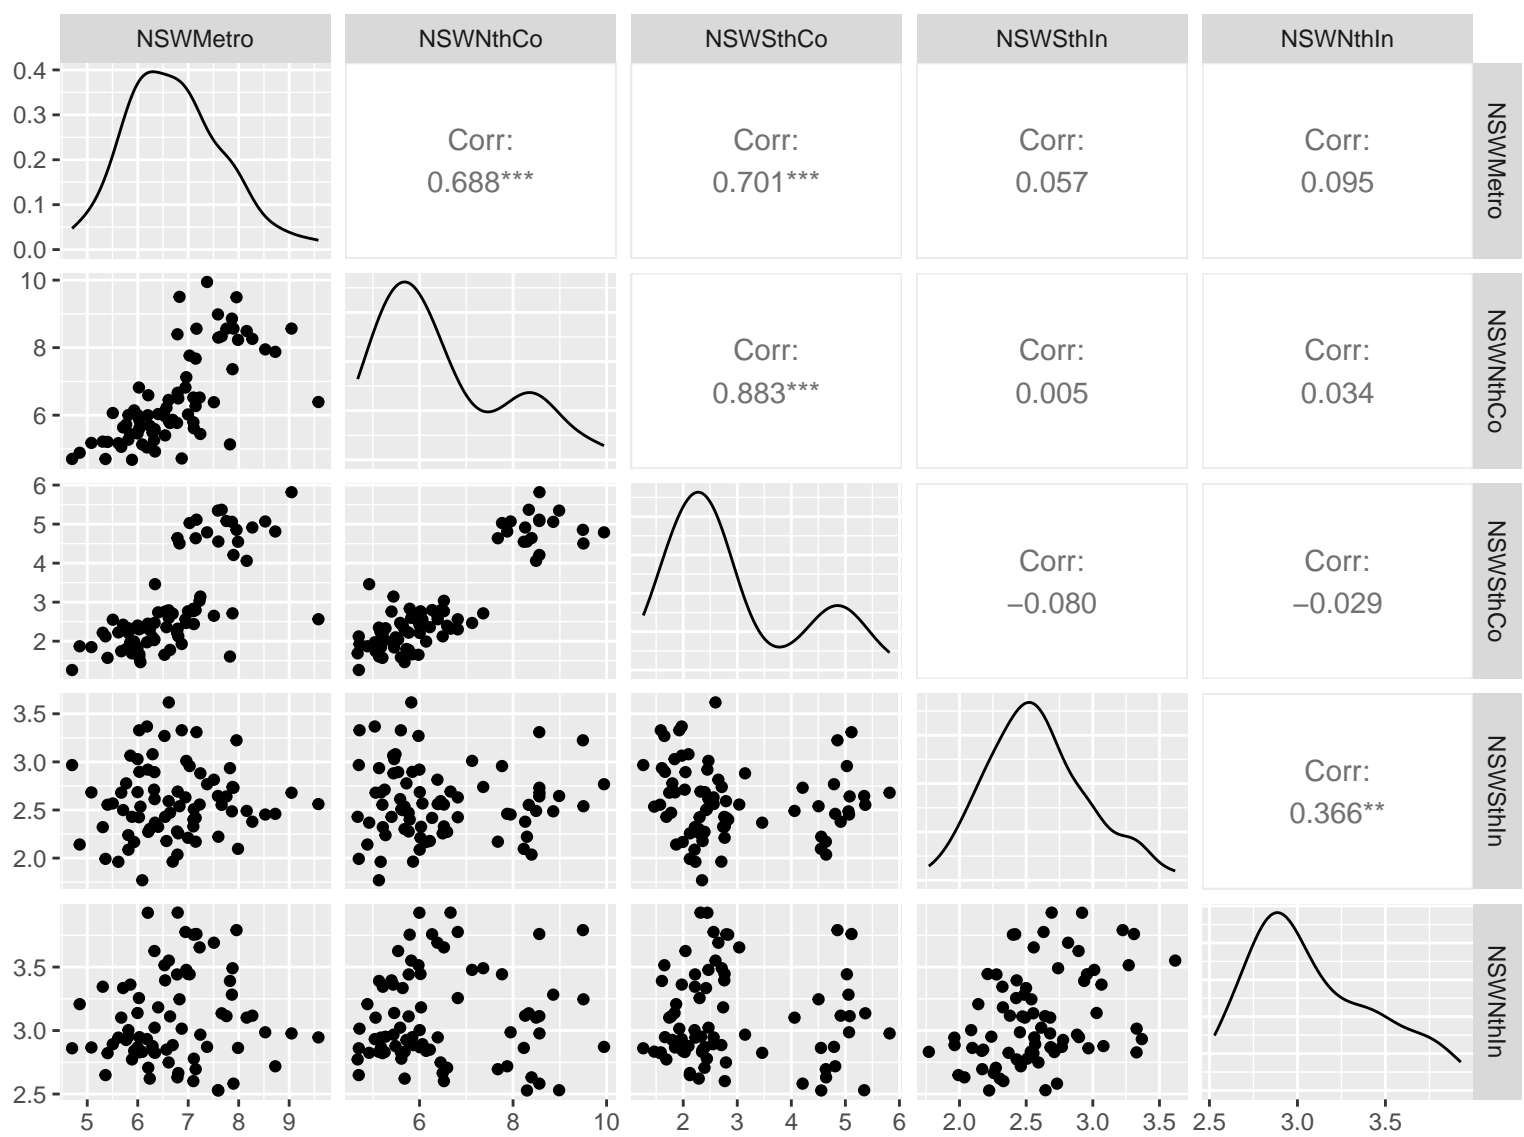 NSWMetro NSWNthCo NSWSthCo NSWSthIn NSWNthIn
0.4
0.3
0.2
0.1
0.0
Corr:
0.688***
Corr:
0.701***
Corr:
0.057
Corr:
0.095
NSWMetro
10
8
6
Corr:
0.883***
Corr:
0.005
Corr:
0.034
NSWNthCo
6
5
4
3
2
Corr:
−0.080
Corr:
−0.029
NSWSthCo
3.5
3.0
2.5
2.0
Corr:
0.366**
NSWSthIn
3.5
3.0
2.5
NSWNthIn
5 6 7 8 9 6 8 10 2 3 4 5 6 2.0 2.5 3.0 3.5 2.5 3.0 3.5